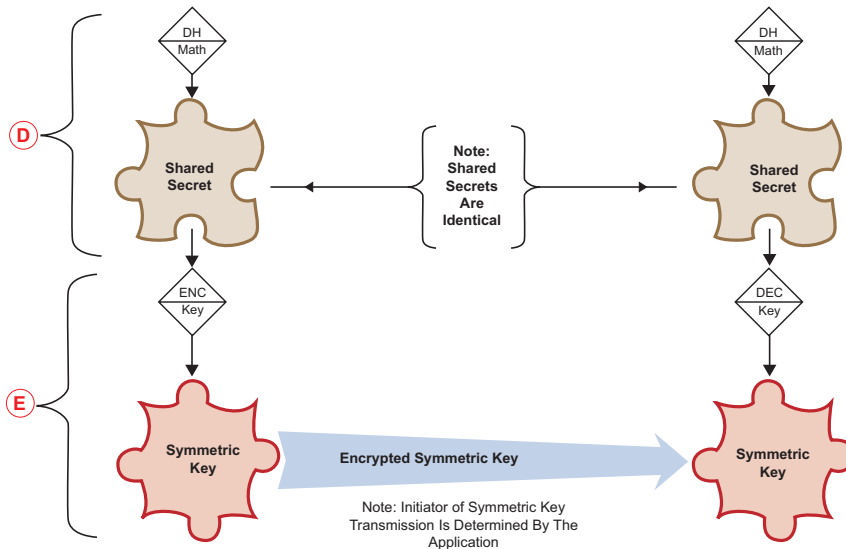 DH
Math
DH
Math
D
Shared
Secret
Note:
Shared
Secrets
Are
Identical
Shared
Secret
ENC
Key
DEC
Key
E
Symmetric
Key
Encrypted Symmetric Key
Symmetric
Key
Note: Initiator of Symmetric Key
Transmission Is Determined By The
Application